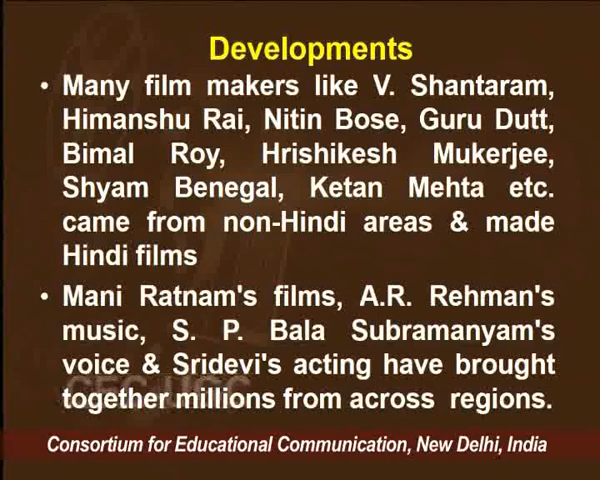 Developments
• Many film makers like V. Shantaram,
Himanshu Rai, Nitin Bose, Guru Dutt,
Bimal Roy, Hrishikesh Mukerjee,
Shyam Benegal, Ketan Mehta etc.
came from non-Hindi areas & made
Hindi films
• Mani Ratnam's films, A.R. Rehman's
music, S. P. Bala Subramanyam's
voice & Sridevi's acting have brought
together millions from across regions.
CEC-UGC
Consortium for Educational Communication, New Delhi, India